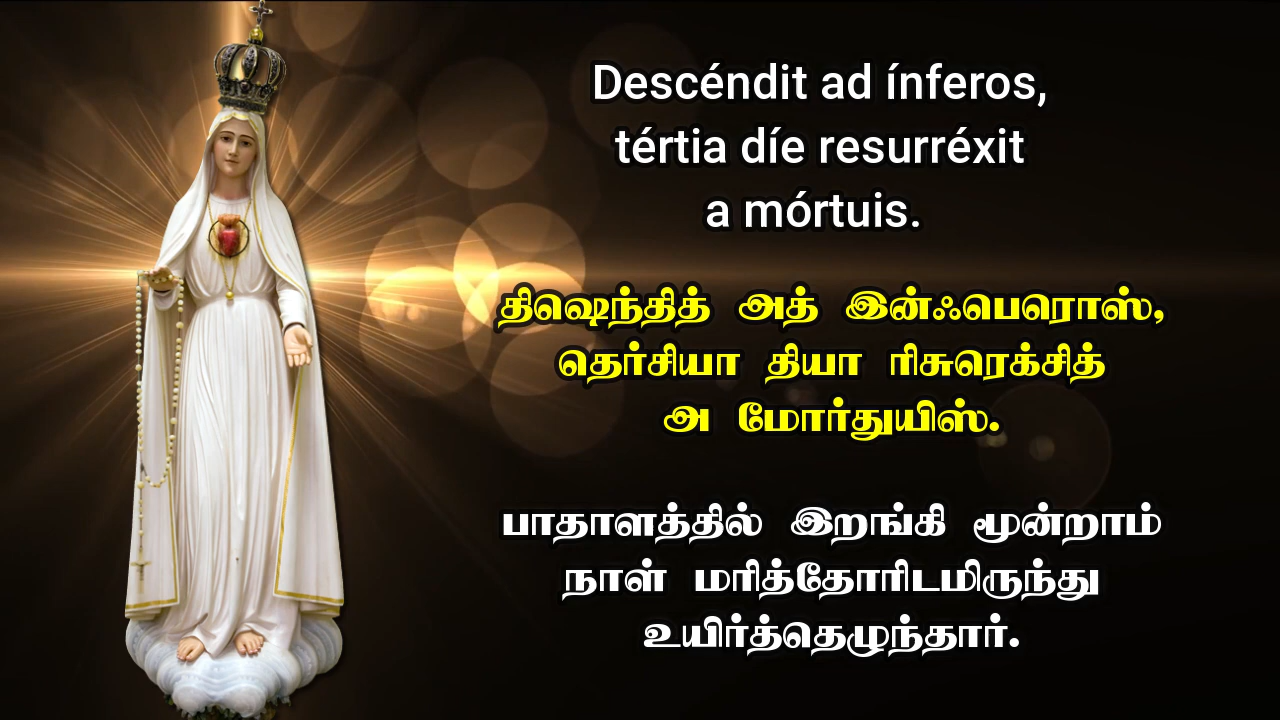 Descéndit ad ínferos,
tértia díe resurréxit
a mórtuis.
திஷெந்தித் அத் இன்ஃபெரொஸ்,
தெர்சியா தியா ரிசுரெக்சித்
அ மோர்துயிஸ்.
பாதாளத்தில் இறங்கி மூன்றாம்
நாள் மரித்தோரிடமிருந்து
உயிர்த்தெழுந்தார்.